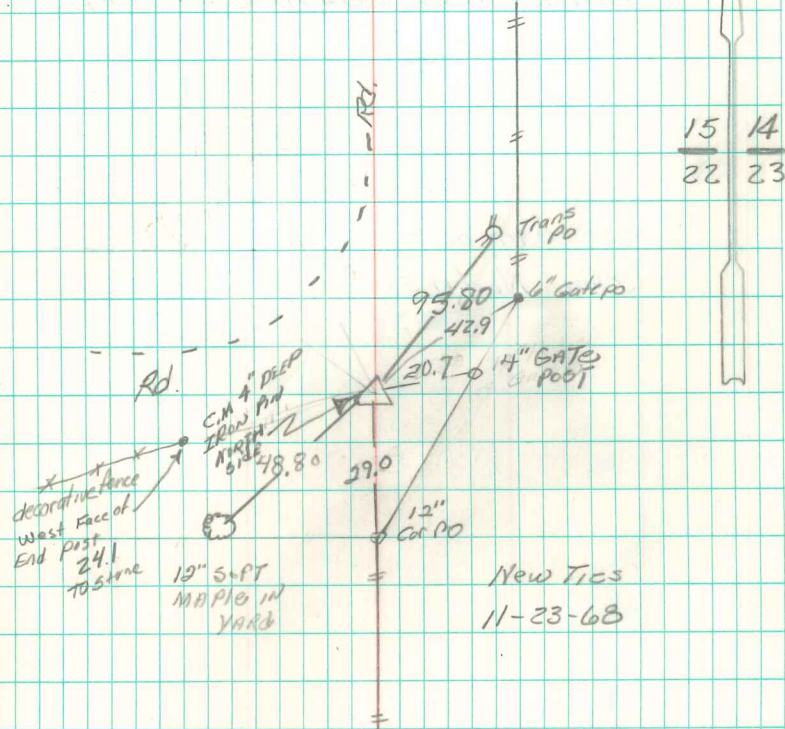 Rd.
15 14
22 23
Trans
PO
95.80
6" Gate po
42.9
20.7
4" GATE
POST
Rd.
C.M 4" DEEP
IRON PIN
NORTH
SIDE
48.80
29.0
decorative fence
West Face of
End Post
24.1
TO Stone
12"
Cor PO
12" SOFT
MAPLE IN
YARD
New Ties
11-23-68